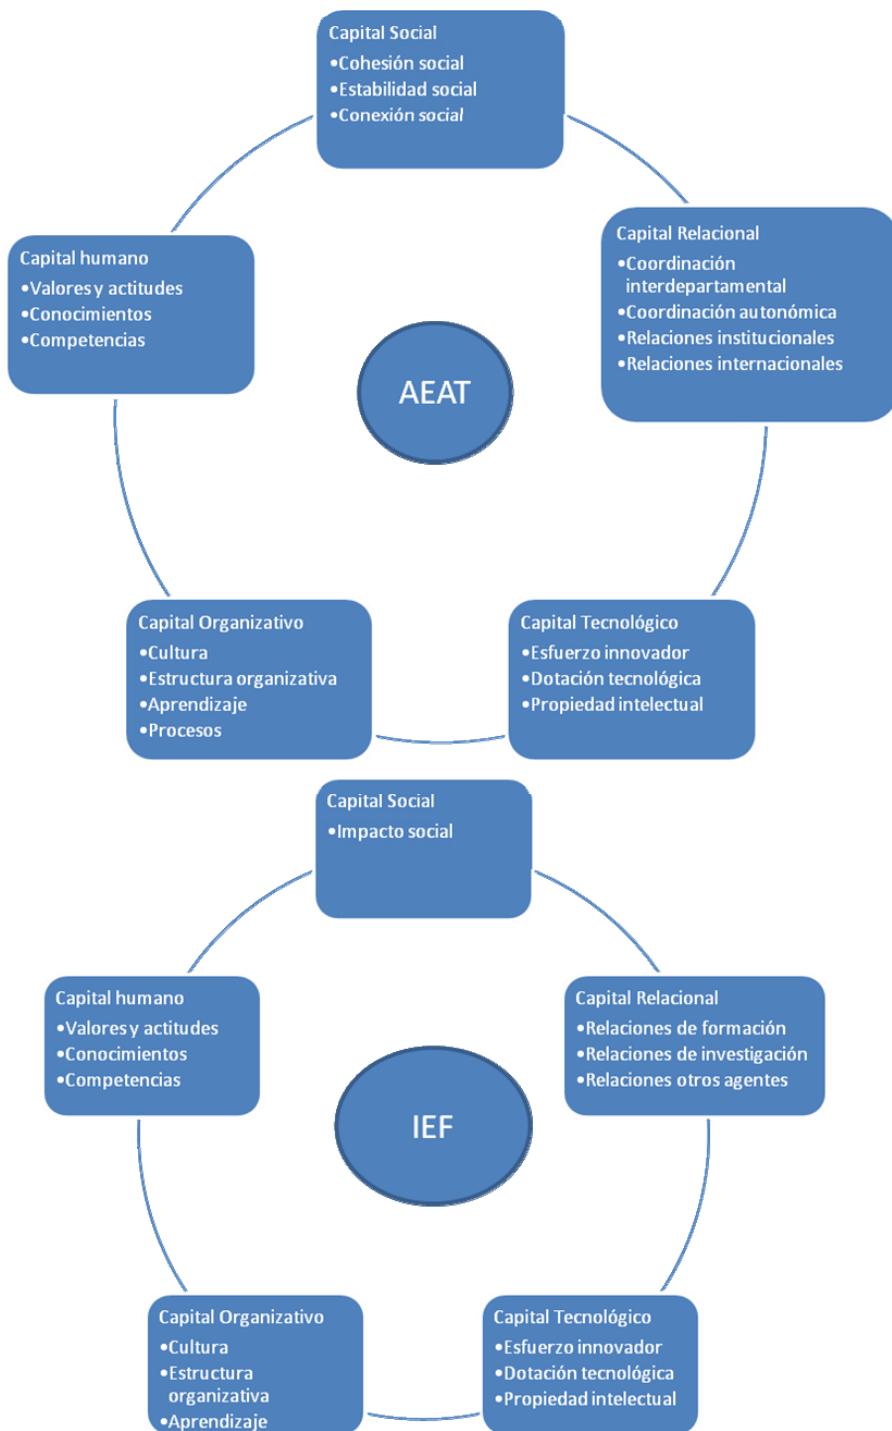 Capital Social
•Cohesión social
•Estabilidad social
•Conexión social
Capital Relacional
•Coordinación
interdepartamental
•Coordinación autonómica
•Relaciones institucionales
•Relaciones internacionales
Capital humano
•Valores y actitudes
•Conocimientos
•Competencias
AEAT
Capital Organizativo
•Cultura
•Estructura organizativa
•Aprendizaje
•Procesos
Capital Tecnológico
•Esfuerzo innovador
•Dotación tecnológica
•Propiedad intelectual
Capital Social
•Impacto social
Capital humano
•Valores y actitudes
•Conocimientos
•Competencias
Capital Relacional
•Relaciones de formación
•Relaciones de investigación
•Relaciones otros agentes
IEF
Capital Organizativo
•Cultura
•Estructura
organizativa
•Aprendizaje
Capital Tecnológico
•Esfuerzo innovador
•Dotación tecnológica
•Propiedad intelectual